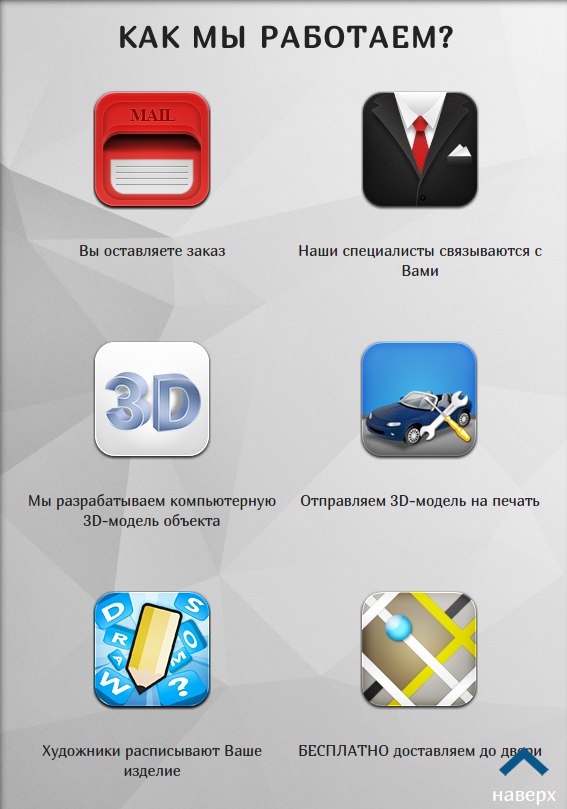 КАК МЫ РАБОТАЕМ?
MAIL
Вы оставляете заказ
Наши специалисты связываются с
Вами
3D
Мы разрабатываем компьютерную
3D-модель объекта
Отправляем 3D-модель на печать
D
S
R
O
A
M
W
?
Художники расписывают Ваше
изделие
БЕСПЛАТНО доставляем до двери
наверх